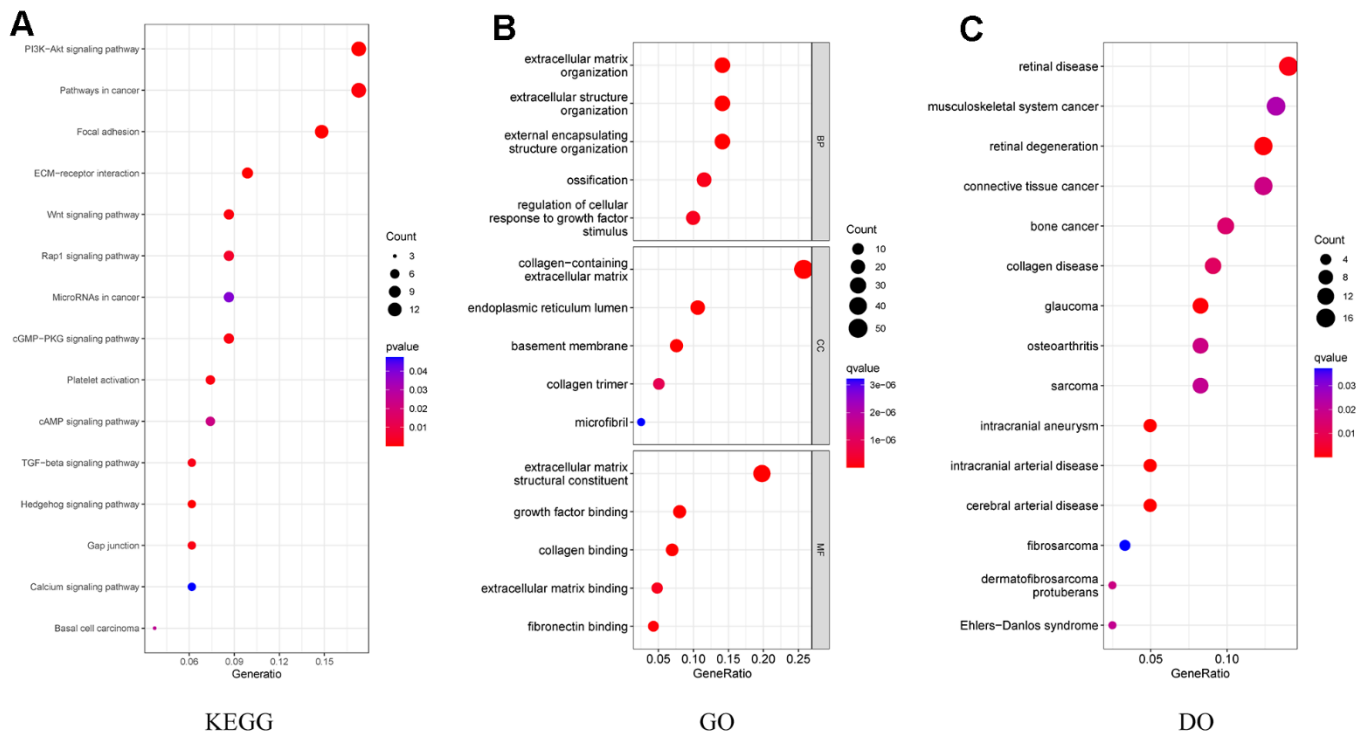 A
PI3K-Akt signaling pathway
Pathways in cancer
Focal adhesion
ECM-receptor interaction
Wnt signaling pathway
Rap1 signaling pathway
MicroRNAs in cancer
cGMP-PKG signaling pathway
Platelet activation
cAMP signaling pathway
TGF-beta signaling pathway
Hedgehog signaling pathway
Gap junction
Calcium signaling pathway
Basal cell carcinoma
0.06 0.09 0.12 0.15
Generatio
Count
3
6
9
12
pvalue
0.04
0.03
0.02
0.01
KEGG
B
extracellular matrix
organization
extracellular structure
organization
external encapsulating
structure organization
ossification
regulation of cellular
response to growth factor
stimulus
BP
collagen-containing
extracellular matrix
endoplasmic reticulum lumen
basement membrane
collagen trimer
microfibril
CC
extracellular matrix
structural constituent
growth factor binding
collagen binding
extracellular matrix binding
fibronectin binding
MF
0.05 0.10 0.15 0.20 0.25
GeneRatio
Count
10
20
30
40
50
qvalue
3e-06
2e-06
1e-06
GO
C
retinal disease
musculoskeletal system cancer
retinal degeneration
connective tissue cancer
bone cancer
collagen disease
glaucoma
osteoarthritis
sarcoma
intracranial aneurysm
intracranial arterial disease
cerebral arterial disease
fibrosarcoma
dermatofibrosarcoma
protuberans
Ehlers-Danlos syndrome
0.05 0.10
GeneRatio
Count
4
8
12
16
qvalue
0.03
0.02
0.01
DO